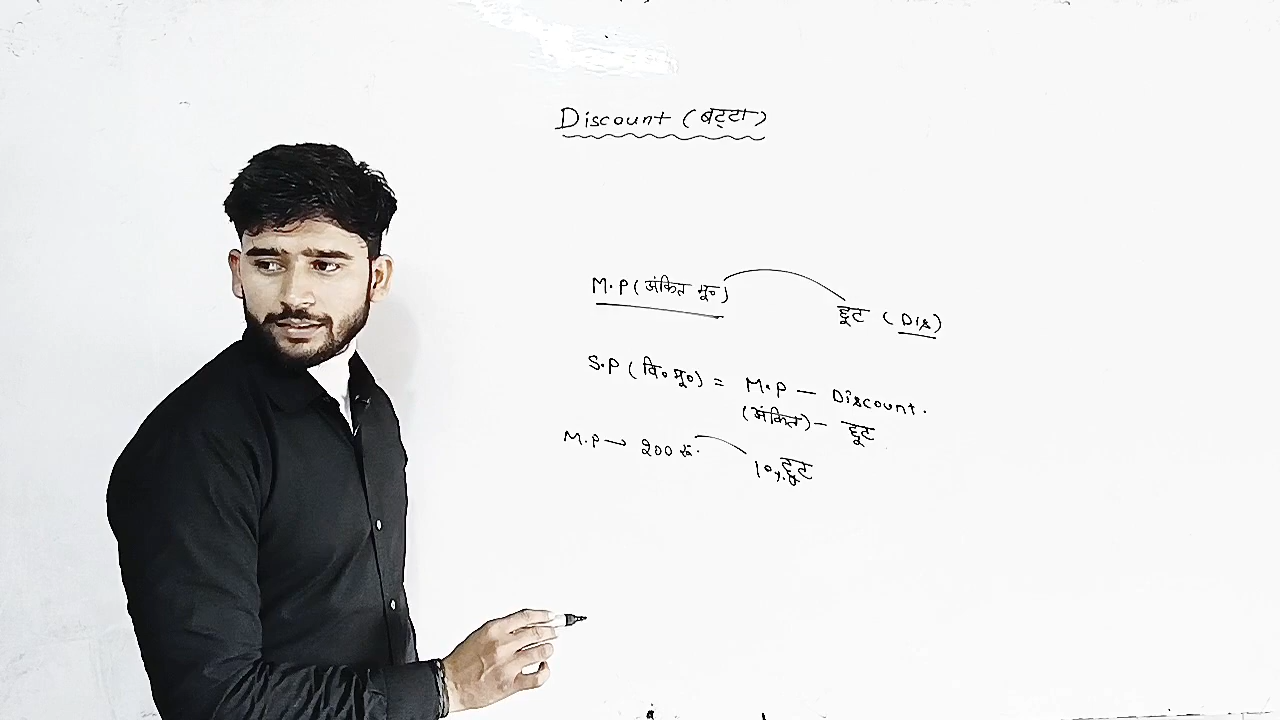 Discount (बट्टा)
M.P (अंकित मू०) छूट (Dis)
S.P (वि० मू०) = M.P – Discount.
(अंकित) – छूट
M.P → 200 रू. 10% छूट